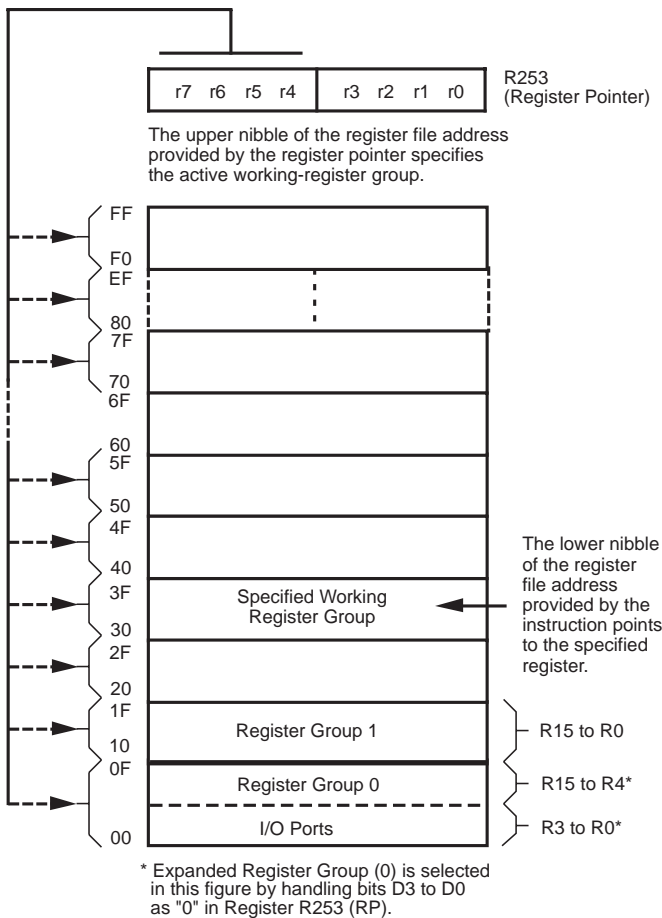 r7 r6 r5 r4 r3 r2 r1 r0
R253
(Register Pointer)
The upper nibble of the register file address
provided by the register pointer specifies
the active working-register group.
FF
F0
EF
80
7F
70
6F
60
5F
50
4F
40
3F
Specified Working
Register Group
30
The lower nibble
of the register
file address
provided by the
instruction points
to the specified
register.
2F
20
1F
Register Group 1
R15 to R0
10
0F
Register Group 0
R15 to R4*
I/O Ports
R3 to R0*
00
* Expanded Register Group (0) is selected
in this figure by handling bits D3 to D0
as "0" in Register R253 (RP).